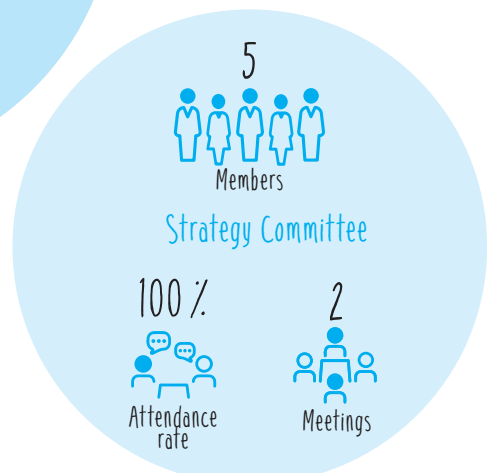 5
Members
Strategy Committee
100 %
Attendance
rate
2
Meetings